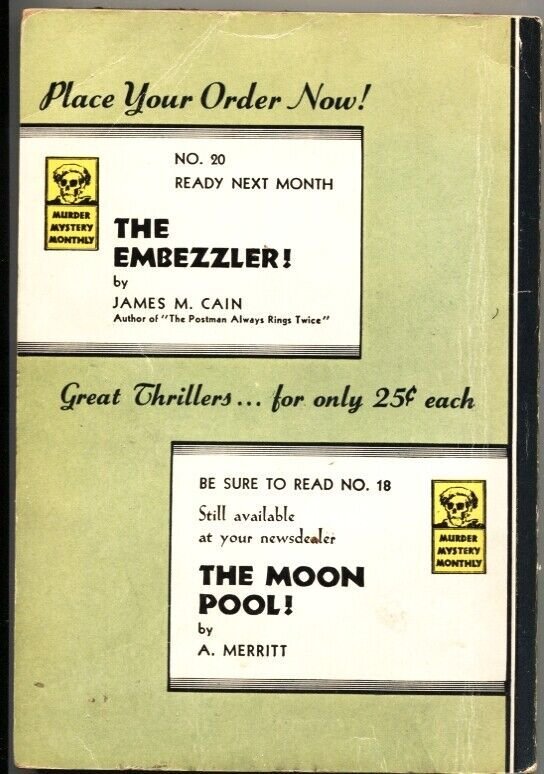 Place Your Order Now!
NO. 20
READY NEXT MONTH
MURDER
MYSTERY
MONTHLY
THE
EMBEZZLER!
by
JAMES M. CAIN
Author of "The Postman Always Rings Twice"
Great Thrillers... for only 25¢ each
BE SURE TO READ NO. 18
Still available
at your newsdealer
MURDER
MYSTERY
MONTHLY
THE MOON
POOL!
by
A. MERRITT